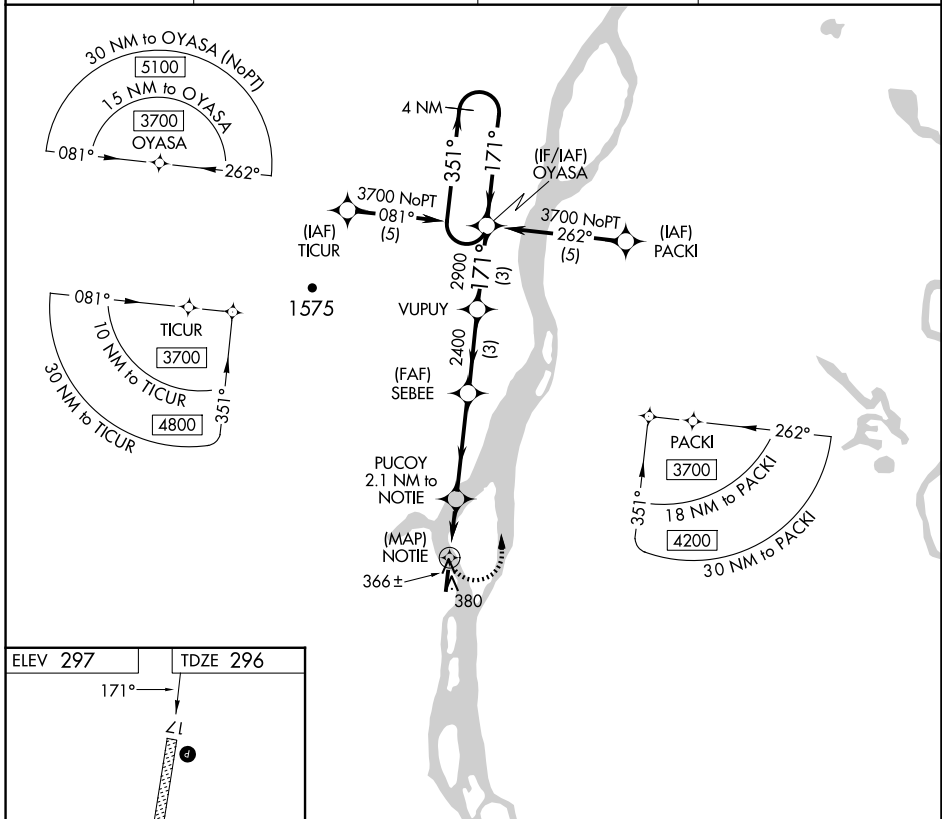 30 NM to OYASA (NoPT)
5100
15 NM to OYASA
3700
OYASA
081°
262°
4 NM
351°
171°
(IF/IAF)
OYASA
3700 NoPT
081°
(5)
(IAF)
TICUR
3700 NoPT
262°
(5)
(IAF)
PACKI
1575
2900
171°
(3)
VUPUY
2400
(3)
(FAF)
SEBEE
PUCOY
2.1 NM to
NOTIE
(MAP)
NOTIE
366±
380
081°
TICUR
3700
10 NM to TICUR
4800
30 NM to TICUR
351°
PACKI
262°
3700
18 NM to PACKI
4200
30 NM to PACKI
351°
ELEV 297
TDZE 296
171°
17
P